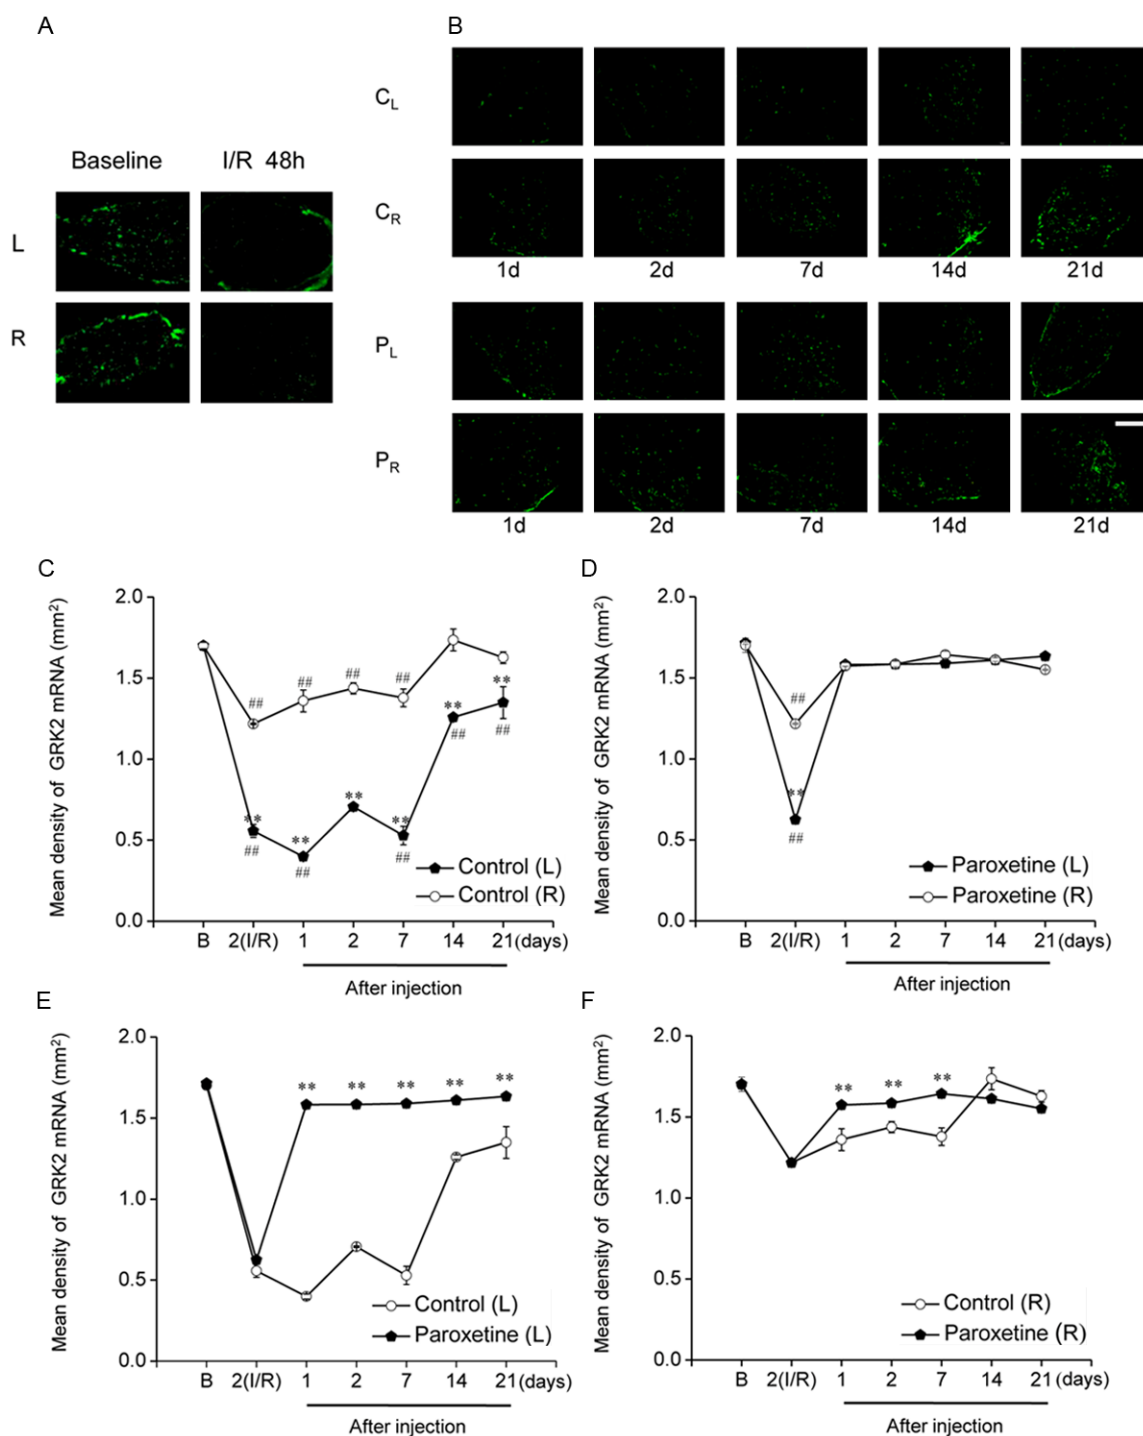 A
B
Baseline
I/R 48h
L
R
C_L
C_R
1d 2d 7d 14d 21d
P_L
P_R
1d 2d 7d 14d 21d
C
Mean density of GRK2 mRNA (mm²)
2.0
1.5
1.0
0.5
0.0
##
##
##
##
**
**
**
**
**
**
##
##
##
##
##
Control (L)
Control (R)
B 2(I/R) 1 2 7 14 21(days)
After injection
D
Mean density of GRK2 mRNA (mm²)
2.0
1.5
1.0
0.5
0.0
##
**
##
Paroxetine (L)
Paroxetine (R)
B 2(I/R) 1 2 7 14 21(days)
After injection
E
Mean density of GRK2 mRNA (mm²)
2.0
1.5
1.0
0.5
0.0
** ** ** ** **
Control (L)
Paroxetine (L)
B 2(I/R) 1 2 7 14 21(days)
After injection
F
Mean density of GRK2 mRNA (mm²)
2.0
1.5
1.0
0.5
0.0
** ** **
Control (R)
Paroxetine (R)
B 2(I/R) 1 2 7 14 21(days)
After injection